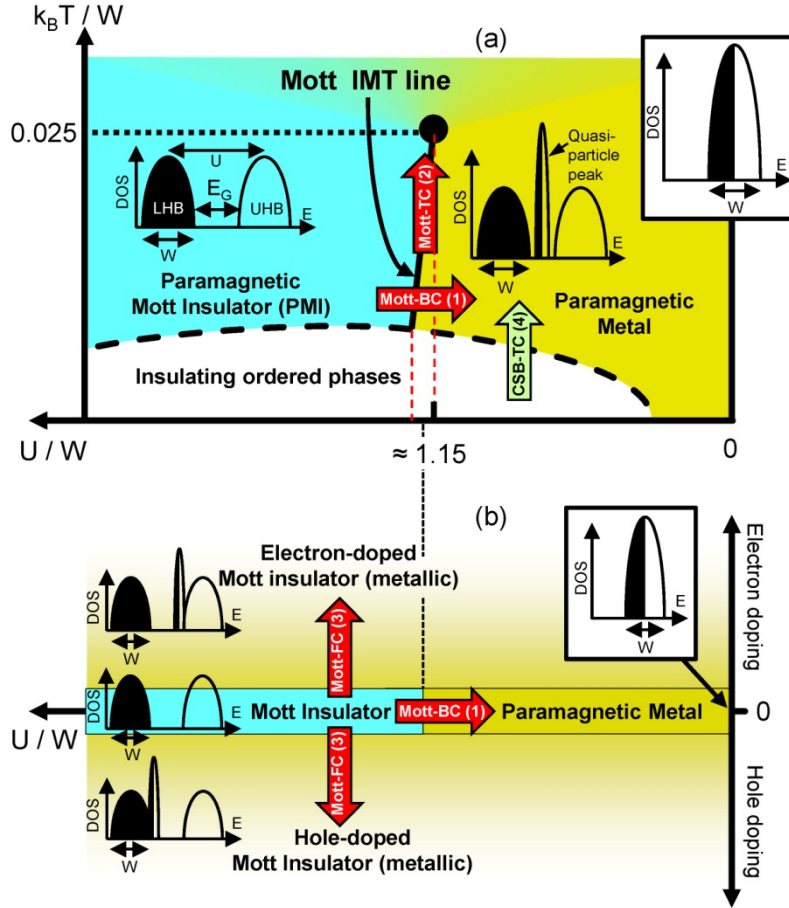 k_B T / W
(a)
Mott IMT line
0.025
DOS
U
E_G
LHB
UHB
E
W
Mott-TC (2)
Quasi-
particle
peak
DOS
E
W
DOS
E
W
Paramagnetic
Mott Insulator (PMI)
Mott-BC (1)
Paramagnetic
Metal
CSB-TC (4)
Insulating ordered phases
U / W
≈ 1.15
0
(b)
Electron-doped
Mott insulator (metallic)
DOS
E
W
Mott-FC (3)
DOS
E
W
Electron doping
DOS
E
W
Mott Insulator
Mott-BC (1)
Paramagnetic Metal
0
U / W
Mott-FC (3)
DOS
E
W
Hole-doped
Mott Insulator (metallic)
Hole doping